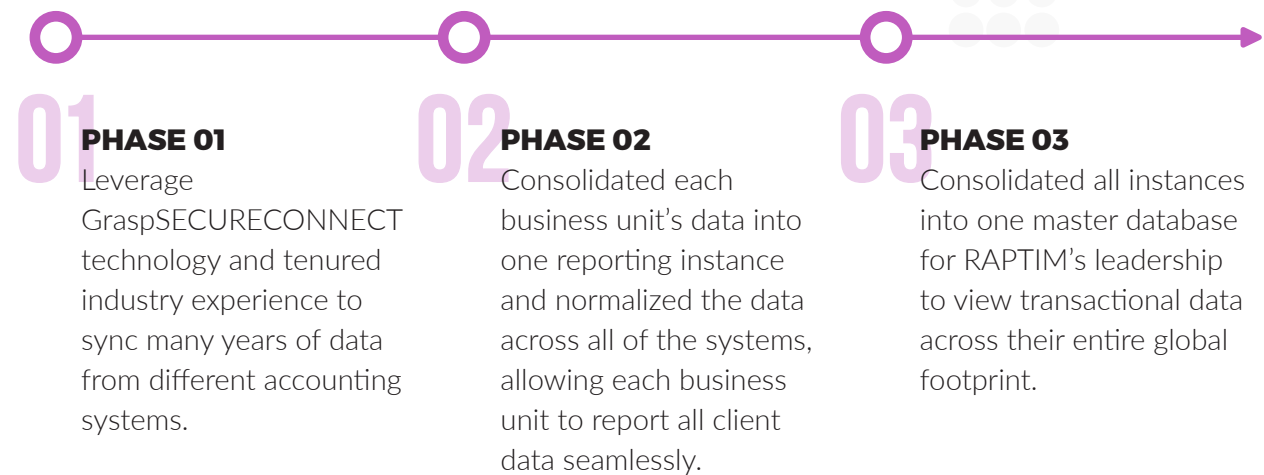 01
PHASE 01
Leverage
GraspSECURECONNECT
technology and tenured
industry experience to
sync many years of data
from different accounting
systems.
02
PHASE 02
Consolidated each
business unit’s data into
one reporting instance
and normalized the data
across all of the systems,
allowing each business
unit to report all client
data seamlessly.
03
PHASE 03
Consolidated all instances
into one master database
for RAPTIM’s leadership
to view transactional data
across their entire global
footprint.